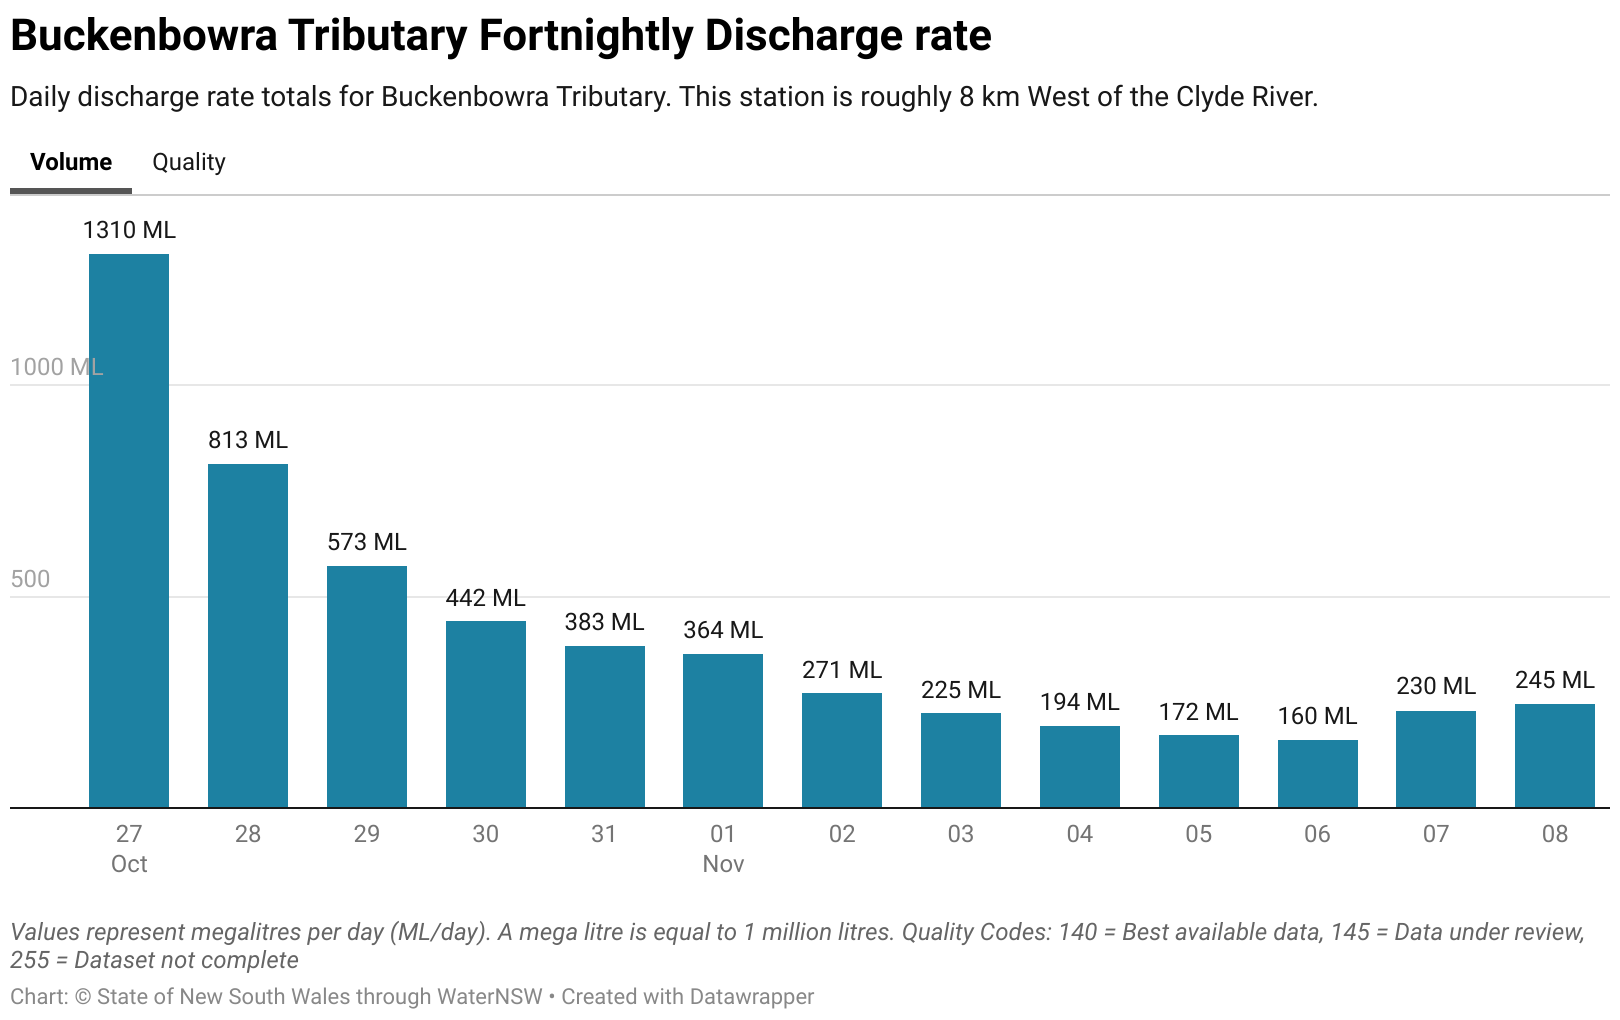 Buckenbowra Tributary Fortnightly Discharge rate
Daily discharge rate totals for Buckenbowra Tributary. This station is roughly 8 km West of the Clyde River.
Volume Quality
1310 ML
1000 ML
813 ML
573 ML
500
442 ML
383 ML
364 ML
271 ML
225 ML
194 ML
172 ML
160 ML
230 ML
245 ML
27 28 29 30 31 01 02 03 04 05 06 07 08
Oct Nov
Values represent megalitres per day (ML/day). A mega litre is equal to 1 million litres. Quality Codes: 140 = Best available data, 145 = Data under review,
255 = Dataset not complete
Chart: © State of New South Wales through WaterNSW • Created with Datawrapper